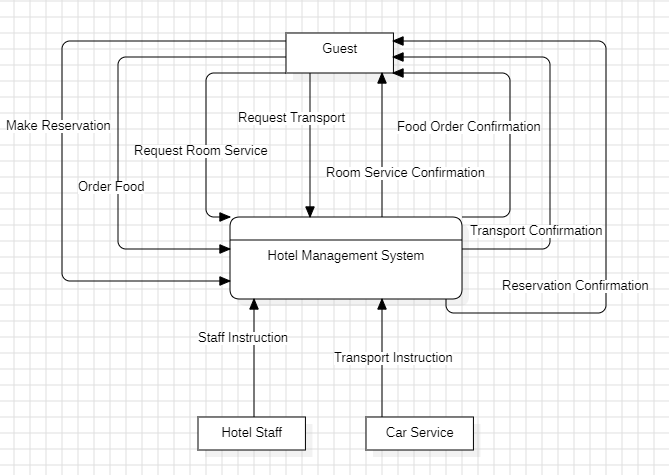 Guest
Request Transport
Make Reservation
Food Order Confirmation
Request Room Service
Room Service Confirmation
Order Food
Transport Confirmation
Hotel Management System
Reservation Confirmation
Staff Instruction
Transport Instruction
Hotel Staff
Car Service